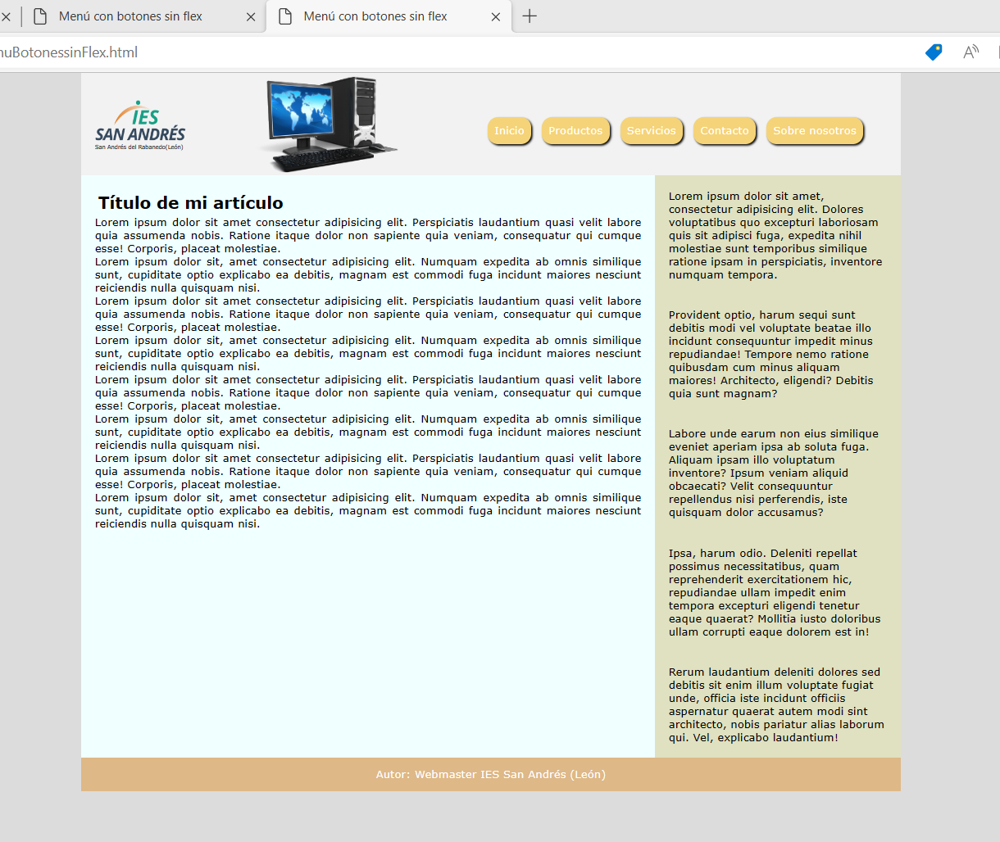 Menú con botones sin flex
Menú con botones sin flex
nuBotonessinFlex.html
IES
SAN ANDRÉS
San Andrés del Rabanedo(León)
Inicio
Productos
Servicios
Contacto
Sobre nosotros
Título de mi artículo
Lorem ipsum dolor sit amet consectetur adipisicing elit. Perspiciatis laudantium quasi velit labore
quia assumenda nobis. Ratione itaque dolor non sapiente quia veniam, consequatur qui cumque
esse! Corporis, placeat molestiae.
Lorem ipsum dolor sit, amet consectetur adipisicing elit. Numquam expedita ab omnis similique
sunt, cupiditate optio explicabo ea debitis, magnam est commodi fuga incidunt maiores nesciunt
reiciendis nulla quisquam nisi.
Lorem ipsum dolor sit amet consectetur adipisicing elit. Perspiciatis laudantium quasi velit labore
quia assumenda nobis. Ratione itaque dolor non sapiente quia veniam, consequatur qui cumque
esse! Corporis, placeat molestiae.
Lorem ipsum dolor sit, amet consectetur adipisicing elit. Numquam expedita ab omnis similique
sunt, cupiditate optio explicabo ea debitis, magnam est commodi fuga incidunt maiores nesciunt
reiciendis nulla quisquam nisi.
Lorem ipsum dolor sit amet consectetur adipisicing elit. Perspiciatis laudantium quasi velit labore
quia assumenda nobis. Ratione itaque dolor non sapiente quia veniam, consequatur qui cumque
esse! Corporis, placeat molestiae.
Lorem ipsum dolor sit, amet consectetur adipisicing elit. Numquam expedita ab omnis similique
sunt, cupiditate optio explicabo ea debitis, magnam est commodi fuga incidunt maiores nesciunt
reiciendis nulla quisquam nisi.
Lorem ipsum dolor sit amet consectetur adipisicing elit. Perspiciatis laudantium quasi velit labore
quia assumenda nobis. Ratione itaque dolor non sapiente quia veniam, consequatur qui cumque
esse! Corporis, placeat molestiae.
Lorem ipsum dolor sit, amet consectetur adipisicing elit. Numquam expedita ab omnis similique
sunt, cupiditate optio explicabo ea debitis, magnam est commodi fuga incidunt maiores nesciunt
reiciendis nulla quisquam nisi.
Lorem ipsum dolor sit amet,
consectetur adipisicing elit. Dolores
voluptatibus quo excepturi laboriosam
quis sit adipisci fuga, expedita nihil
molestiae sunt temporibus similique
ratione ipsam in perspiciatis, inventore
numquam tempora.
Provident optio, harum sequi sunt
debitis modi vel voluptate beatae illo
incidunt consequuntur impedit minus
repudiandae! Tempore nemo ratione
quibusdam cum minus aliquam
maiores! Architecto, eligendi? Debitis
quia sunt magnam?
Labore unde earum non eius similique
eveniet aperiam ipsa ab soluta fuga.
Aliquam ipsam illo voluptatum
inventore? Ipsum veniam aliquid
obcaecati? Velit consequuntur
repellendus nisi perferendis, iste
quisquam dolor accusamus?
Ipsa, harum odio. Deleniti repellat
possimus necessitatibus, quam
reprehenderit exercitationem hic,
repudiandae ullam impedit enim
tempora excepturi eligendi tenetur
eaque quaerat? Mollitia iusto doloribus
ullam corrupti eaque dolorem est in!
Rerum laudantium deleniti dolores sed
debitis sit enim illum voluptate fugiat
unde, officia iste incidunt officiis
aspernatur quaerat autem modi sint
architecto, nobis pariatur alias laborum
qui. Vel, explicabo laudantium!
Autor: Webmaster IES San Andrés (León)